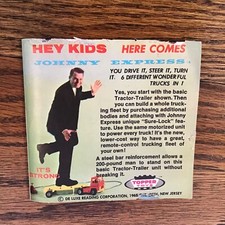 HEY KIDS HERE COMES
JOHNNY EXPRESS
YOU DRIVE IT, STEER IT, TURN
IT. 6 DIFFERENT WONDERFUL
TRUCKS IN 1
Yes, you start with the basic
Tractor-Trailer shown. Then
you can build a whole truck-
ing fleet by purchasing additional
bodies and attaching with Johnny
Express unique "Sure-Lock" fea-
ture. Use the same motorized unit
to power every truck! It's the new,
lower-cost way to have a great,
remote-control trucking fleet of
your own!
A steel bar reinforcement allows a
200-pound man to stand on this
basic Tractor-Trailer unit without
breaking it.
IT'S
STRONG
TOPPER
© DE LUXE READING CORPORATION, NEW JERSEY